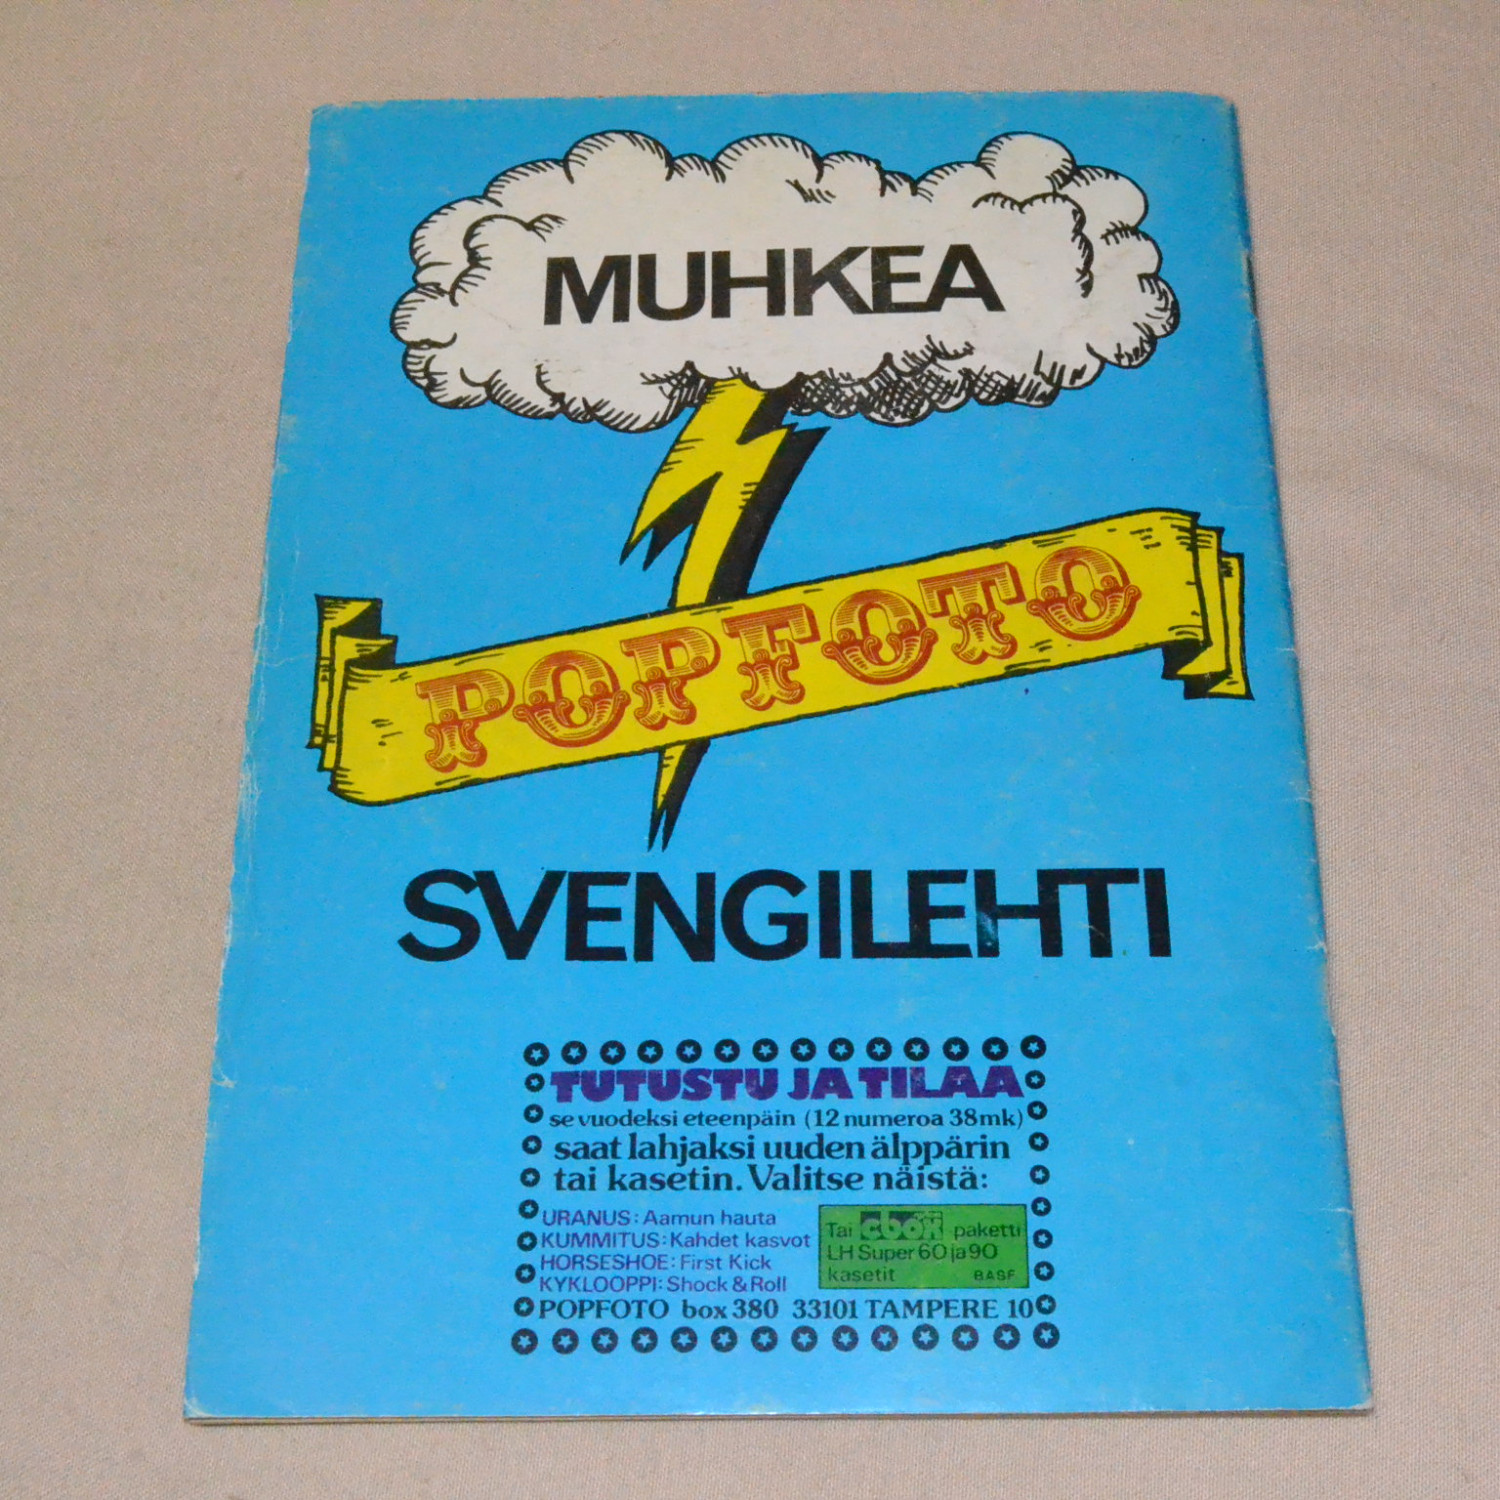 MUHKEA
POPFOTO
SVENGILEHTI
TUTUSTU JA TILAA
se vuodeksi eteenpäin (12 numeroa 38mk)
saat lahjaksi uuden älppärin
tai kasetin. Valitse näistä:
URANUS: Aamun hauta
KUMMITUS: Kahdet kasvot
HORSESHOE: First Kick
KYKLOOPPI: Shock & Roll
Tai cbox paketti
LH Super 60 ja 90
kasetit BASF
POPFOTO box 380 33101 TAMPERE 10